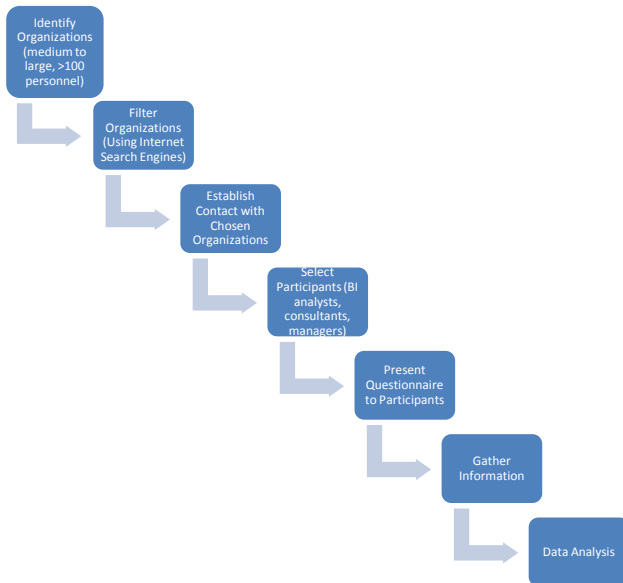 Identify
Organizations
(medium to
large, >100
personnel)
Filter
Organizations
(Using Internet
Search Engines)
Establish
Contact with
Chosen
Organizations
Select
Participants (BI
analysts,
consultants,
managers)
Present
Questionnaire
to Participants
Gather
Information
Data Analysis